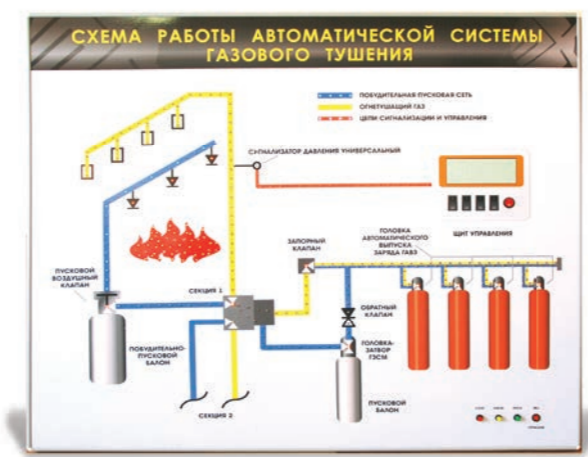 СХЕМА РАБОТЫ АВТОМАТИЧЕСКОЙ СИСТЕМЫ
ГАЗОВОГО ТУШЕНИЯ
ПОБУДИТЕЛЬНАЯ ПУСКОВАЯ СЕТЬ
ОГНЕТУШАЩИЙ ГАЗ
ЦЕПИ СИГНАЛИЗАЦИИ И УПРАВЛЕНИЯ
СИГНАЛИЗАТОР ДАВЛЕНИЯ УНИВЕРСАЛЬНЫЙ
ЩИТ УПРАВЛЕНИЯ
ГОЛОВКА
АВТОМАТИЧЕСКОГО
ВЫПУСКА
ЗАРЯДА ГАВЗ
ЗАПОРНЫЙ
КЛАПАН
ПУСКОВОЙ
ВОЗДУШНЫЙ
КЛАПАН
СЕКЦИЯ 1
ОБРАТНЫЙ
КЛАПАН
ПОБУДИТЕЛЬНО-
ПУСКОВОЙ
БАЛОН
ГОЛОВКА-
ЗАТВОР
ГЗСМ
СЕКЦИЯ 2
ПУСКОВОЙ
БАЛОН